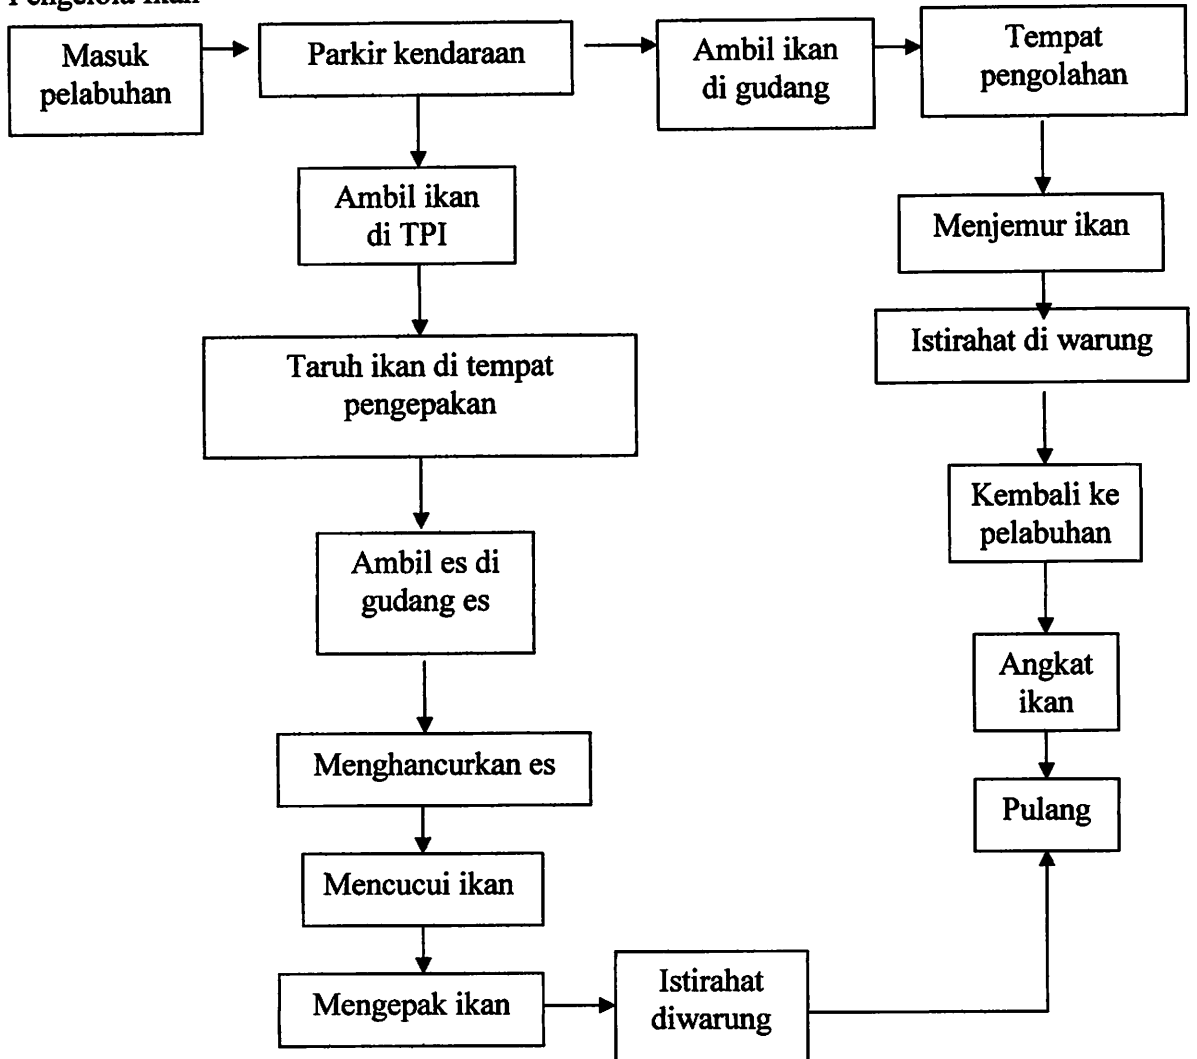 Pengelola Ikan
Masuk
pelabuhan
Parkir kendaraan
Ambil ikan
di gudang
Tempat
pengolahan
Ambil ikan
di TPI
Menjemur ikan
Taruh ikan di tempat
pengepakan
Istirahat di warung
Ambil es di
gudang es
Kembali ke
pelabuhan
Menghancurkan es
Angkat
ikan
Mencucui ikan
Pulang
Mengepak ikan
Istirahat
diwarung